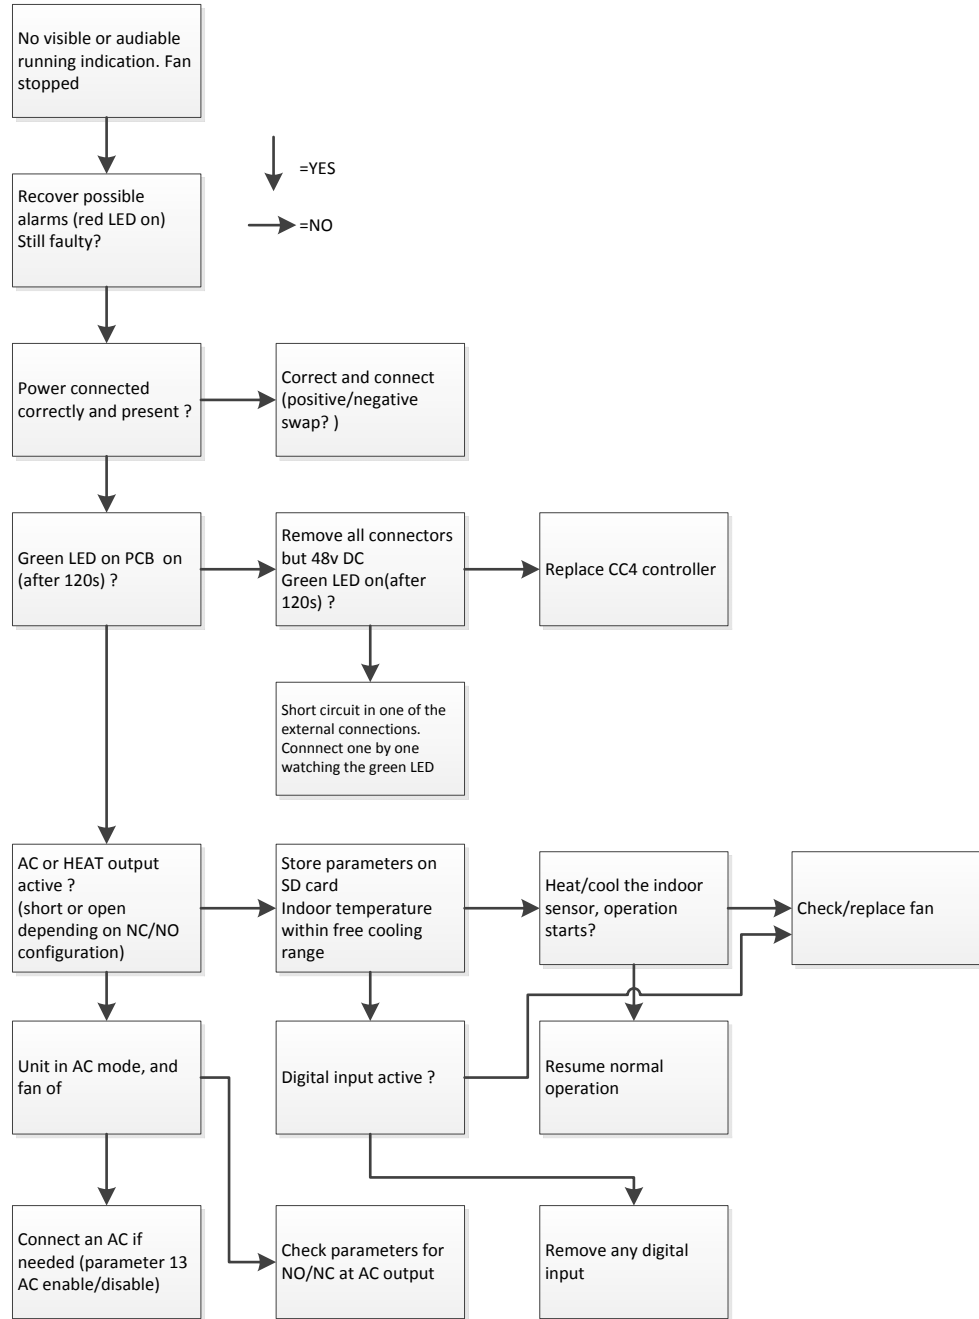 No visible or audiable
running indication. Fan
stopped
=YES
Recover possible
alarms (red LED on)
Still faulty?
=NO
Power connected
correctly and present ?
Correct and connect
(positive/negative
swap? )
Green LED on PCB  on
(after 120s) ?
Remove all connectors
but 48v DC
Green LED on(after
120s) ?
Replace CC4 controller
Short circuit in one of the
external connections.
Connnect one by one
watching the green LED
AC or HEAT output
active ?
(short or open
depending on NC/NO
configuration)
Store parameters on
SD card
Indoor temperature
within free cooling
range
Heat/cool the indoor
sensor, operation
starts?
Check/replace fan
Unit in AC mode, and
fan of
Digital input active ?
Resume normal
operation
Connect an AC if
needed (parameter 13
AC enable/disable)
Check parameters for
NO/NC at AC output
Remove any digital
input